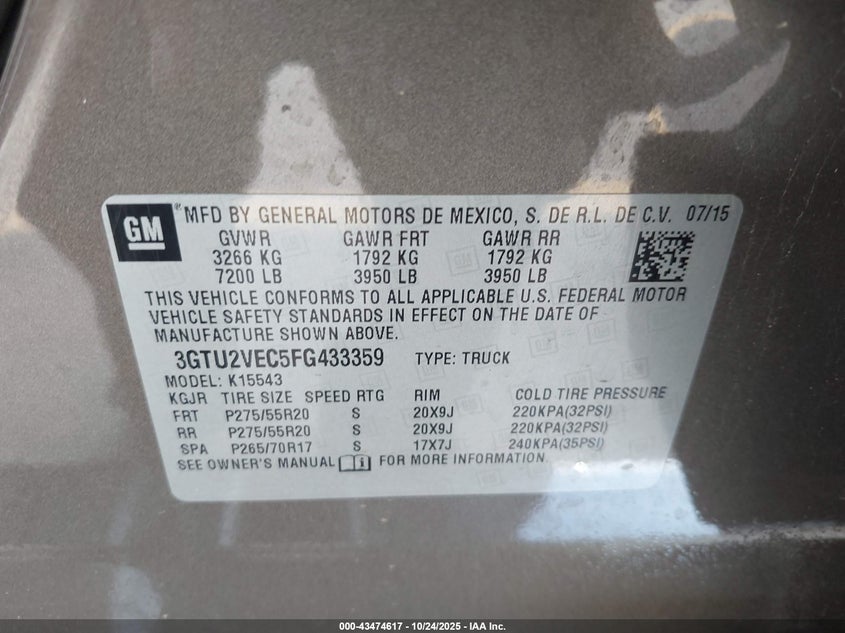 GM ® MFD BY GENERAL MOTORS DE MEXICO, S. DE R.L. DE C.V. 07/15
GVWR GAWR FRT GAWR RR
3266 KG 1792 KG 1792 KG
7200 LB 3950 LB 3950 LB
THIS VEHICLE CONFORMS TO ALL APPLICABLE U.S. FEDERAL MOTOR
VEHICLE SAFETY STANDARDS IN EFFECT ON THE DATE OF
MANUFACTURE SHOWN ABOVE.
3GTU2VEC5FG433359 TYPE: TRUCK
MODEL: K15543
KGJR TIRE SIZE SPEED RTG RIM COLD TIRE PRESSURE
FRT P275/55R20 S 20X9J 220KPA(32PSI)
RR P275/55R20 S 20X9J 220KPA(32PSI)
SPA P265/70R17 S 17X7J 240KPA(35PSI)
SEE OWNER'S MANUAL FOR MORE INFORMATION.
000-43474617 - 10/24/2025 - IAA Inc.